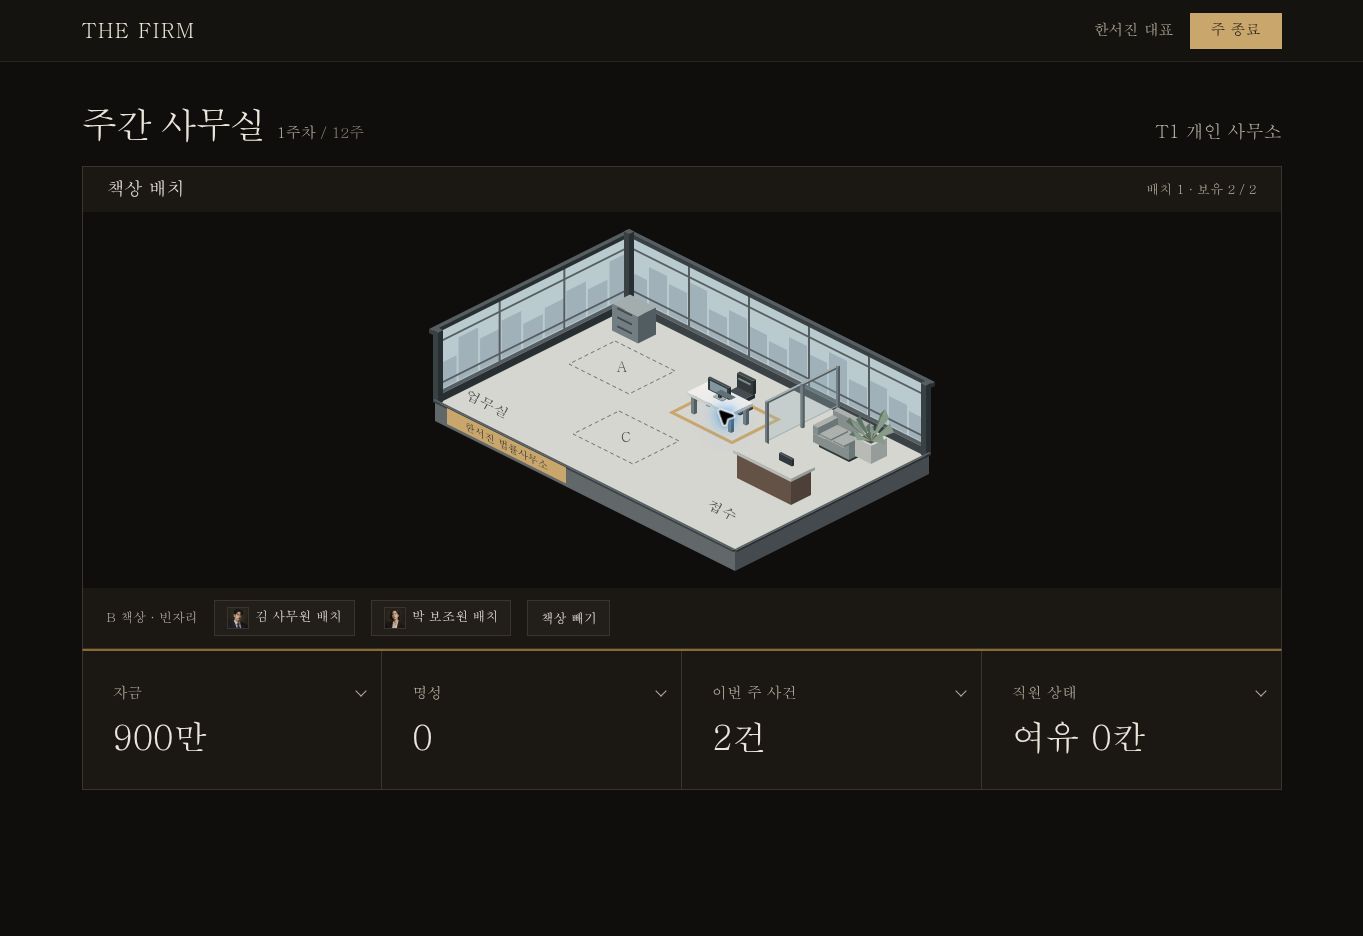 THE FIRM
한서진 대표
주 종료
주간 사무실
1주차 / 12주
T1 개인 사무소
책상 배치
배치 1 · 보유 2 / 2
A
업무실
C
한서진 법률사무소
접수
B 책상 · 빈자리
김 사무원 배치
박 보조원 배치
책상 빼기
자금
900만
명성
0
이번 주 사건
2건
직원 상태
여유 0칸